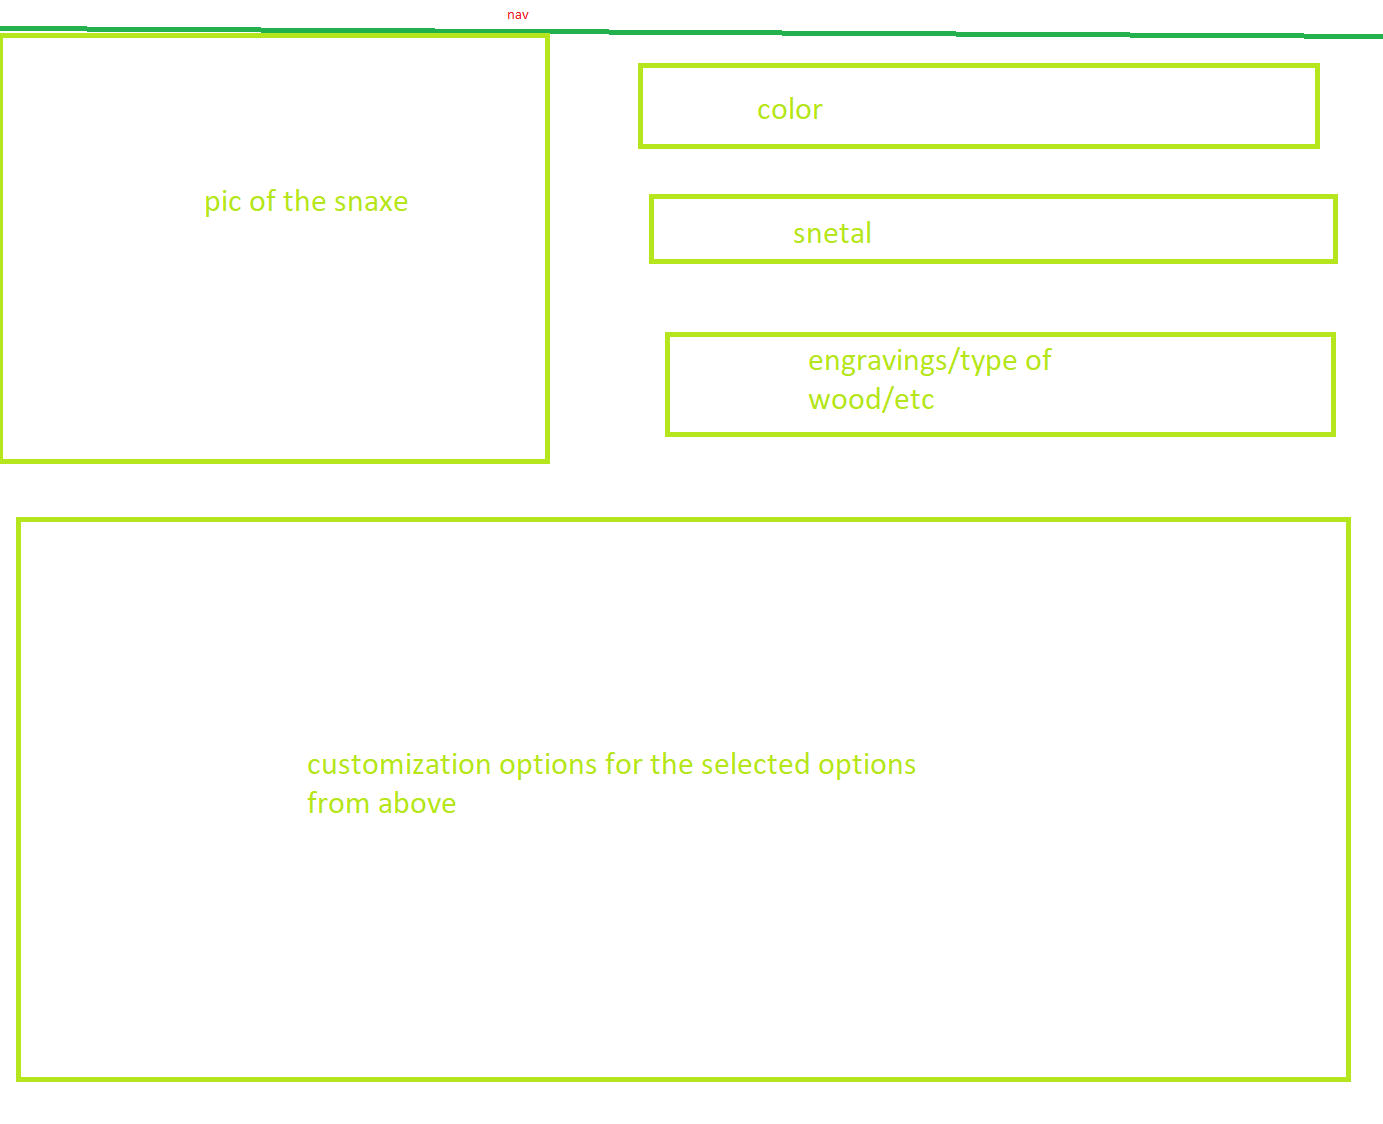 nav
pic of the snaxe
color
snetal
engravings/type of
wood/etc
customization options for the selected options
from above